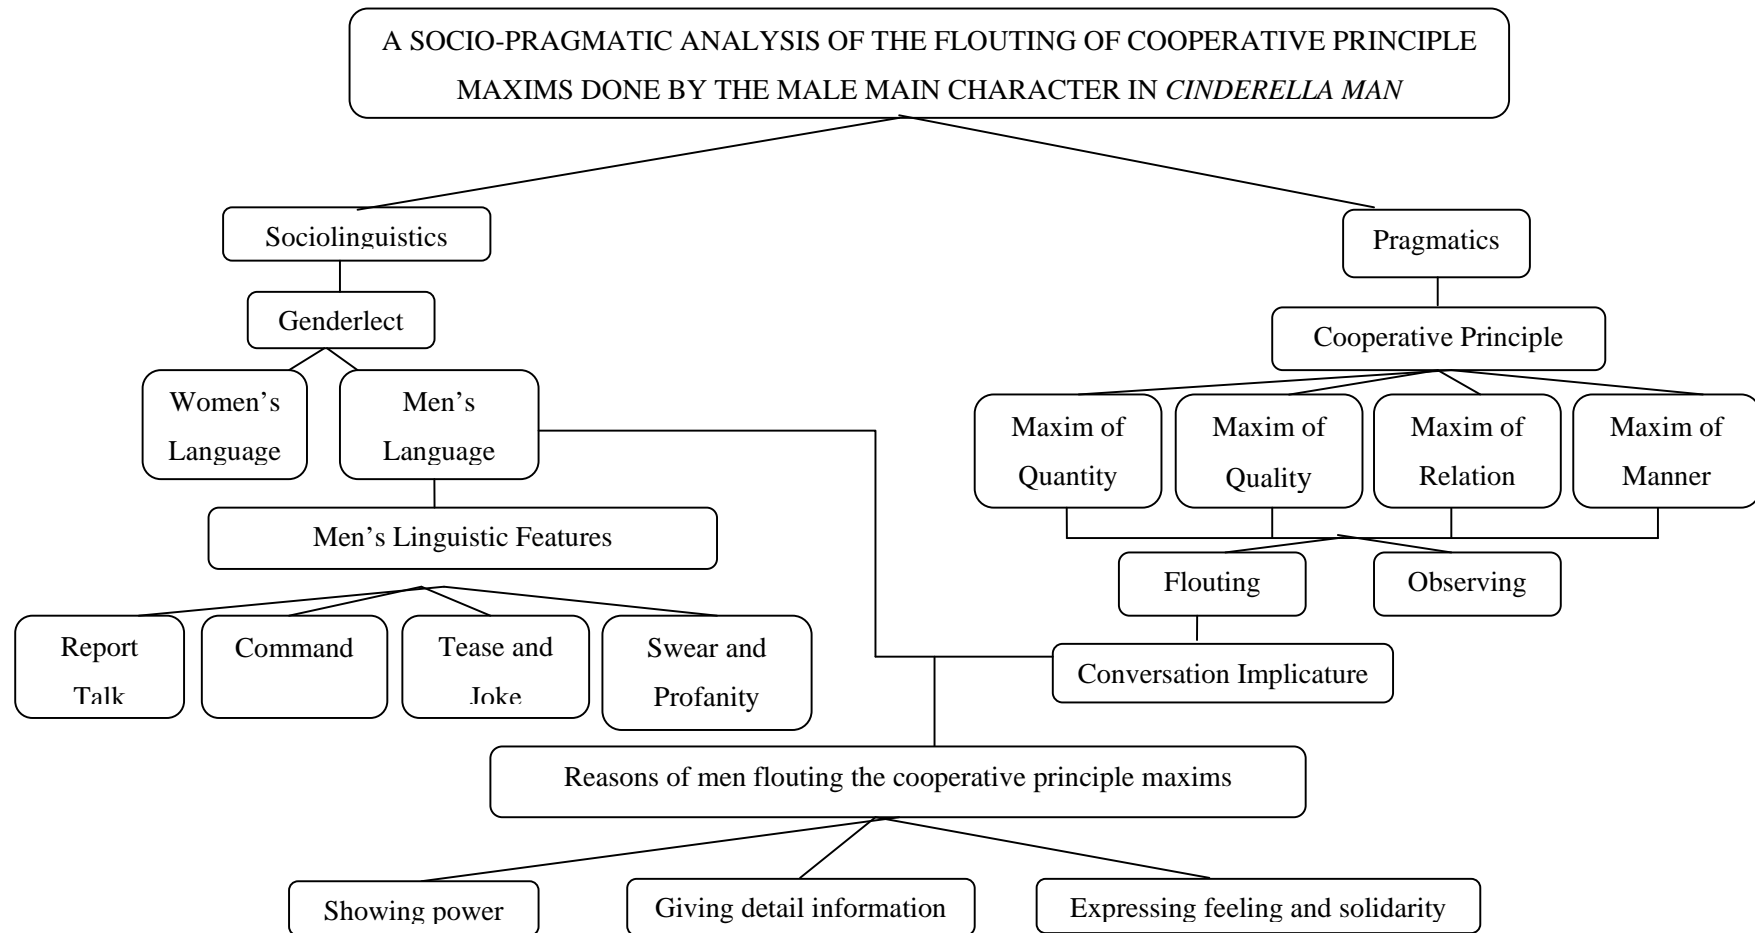 A SOCIO-PRAGMATIC ANALYSIS OF THE FLOUTING OF COOPERATIVE PRINCIPLE
MAXIMS DONE BY THE MALE MAIN CHARACTER IN CINDERELLA MAN
Sociolinguistics
Pragmatics
Genderlect
Cooperative Principle
Women’s
Language
Men’s
Language
Maxim of
Quantity
Maxim of
Quality
Maxim of
Relation
Maxim of
Manner
Men’s Linguistic Features
Flouting
Observing
Report
Talk
Command
Tease and
Joke
Swear and
Profanity
Conversation Implicature
Reasons of men flouting the cooperative principle maxims
Showing power
Giving detail information
Expressing feeling and solidarity